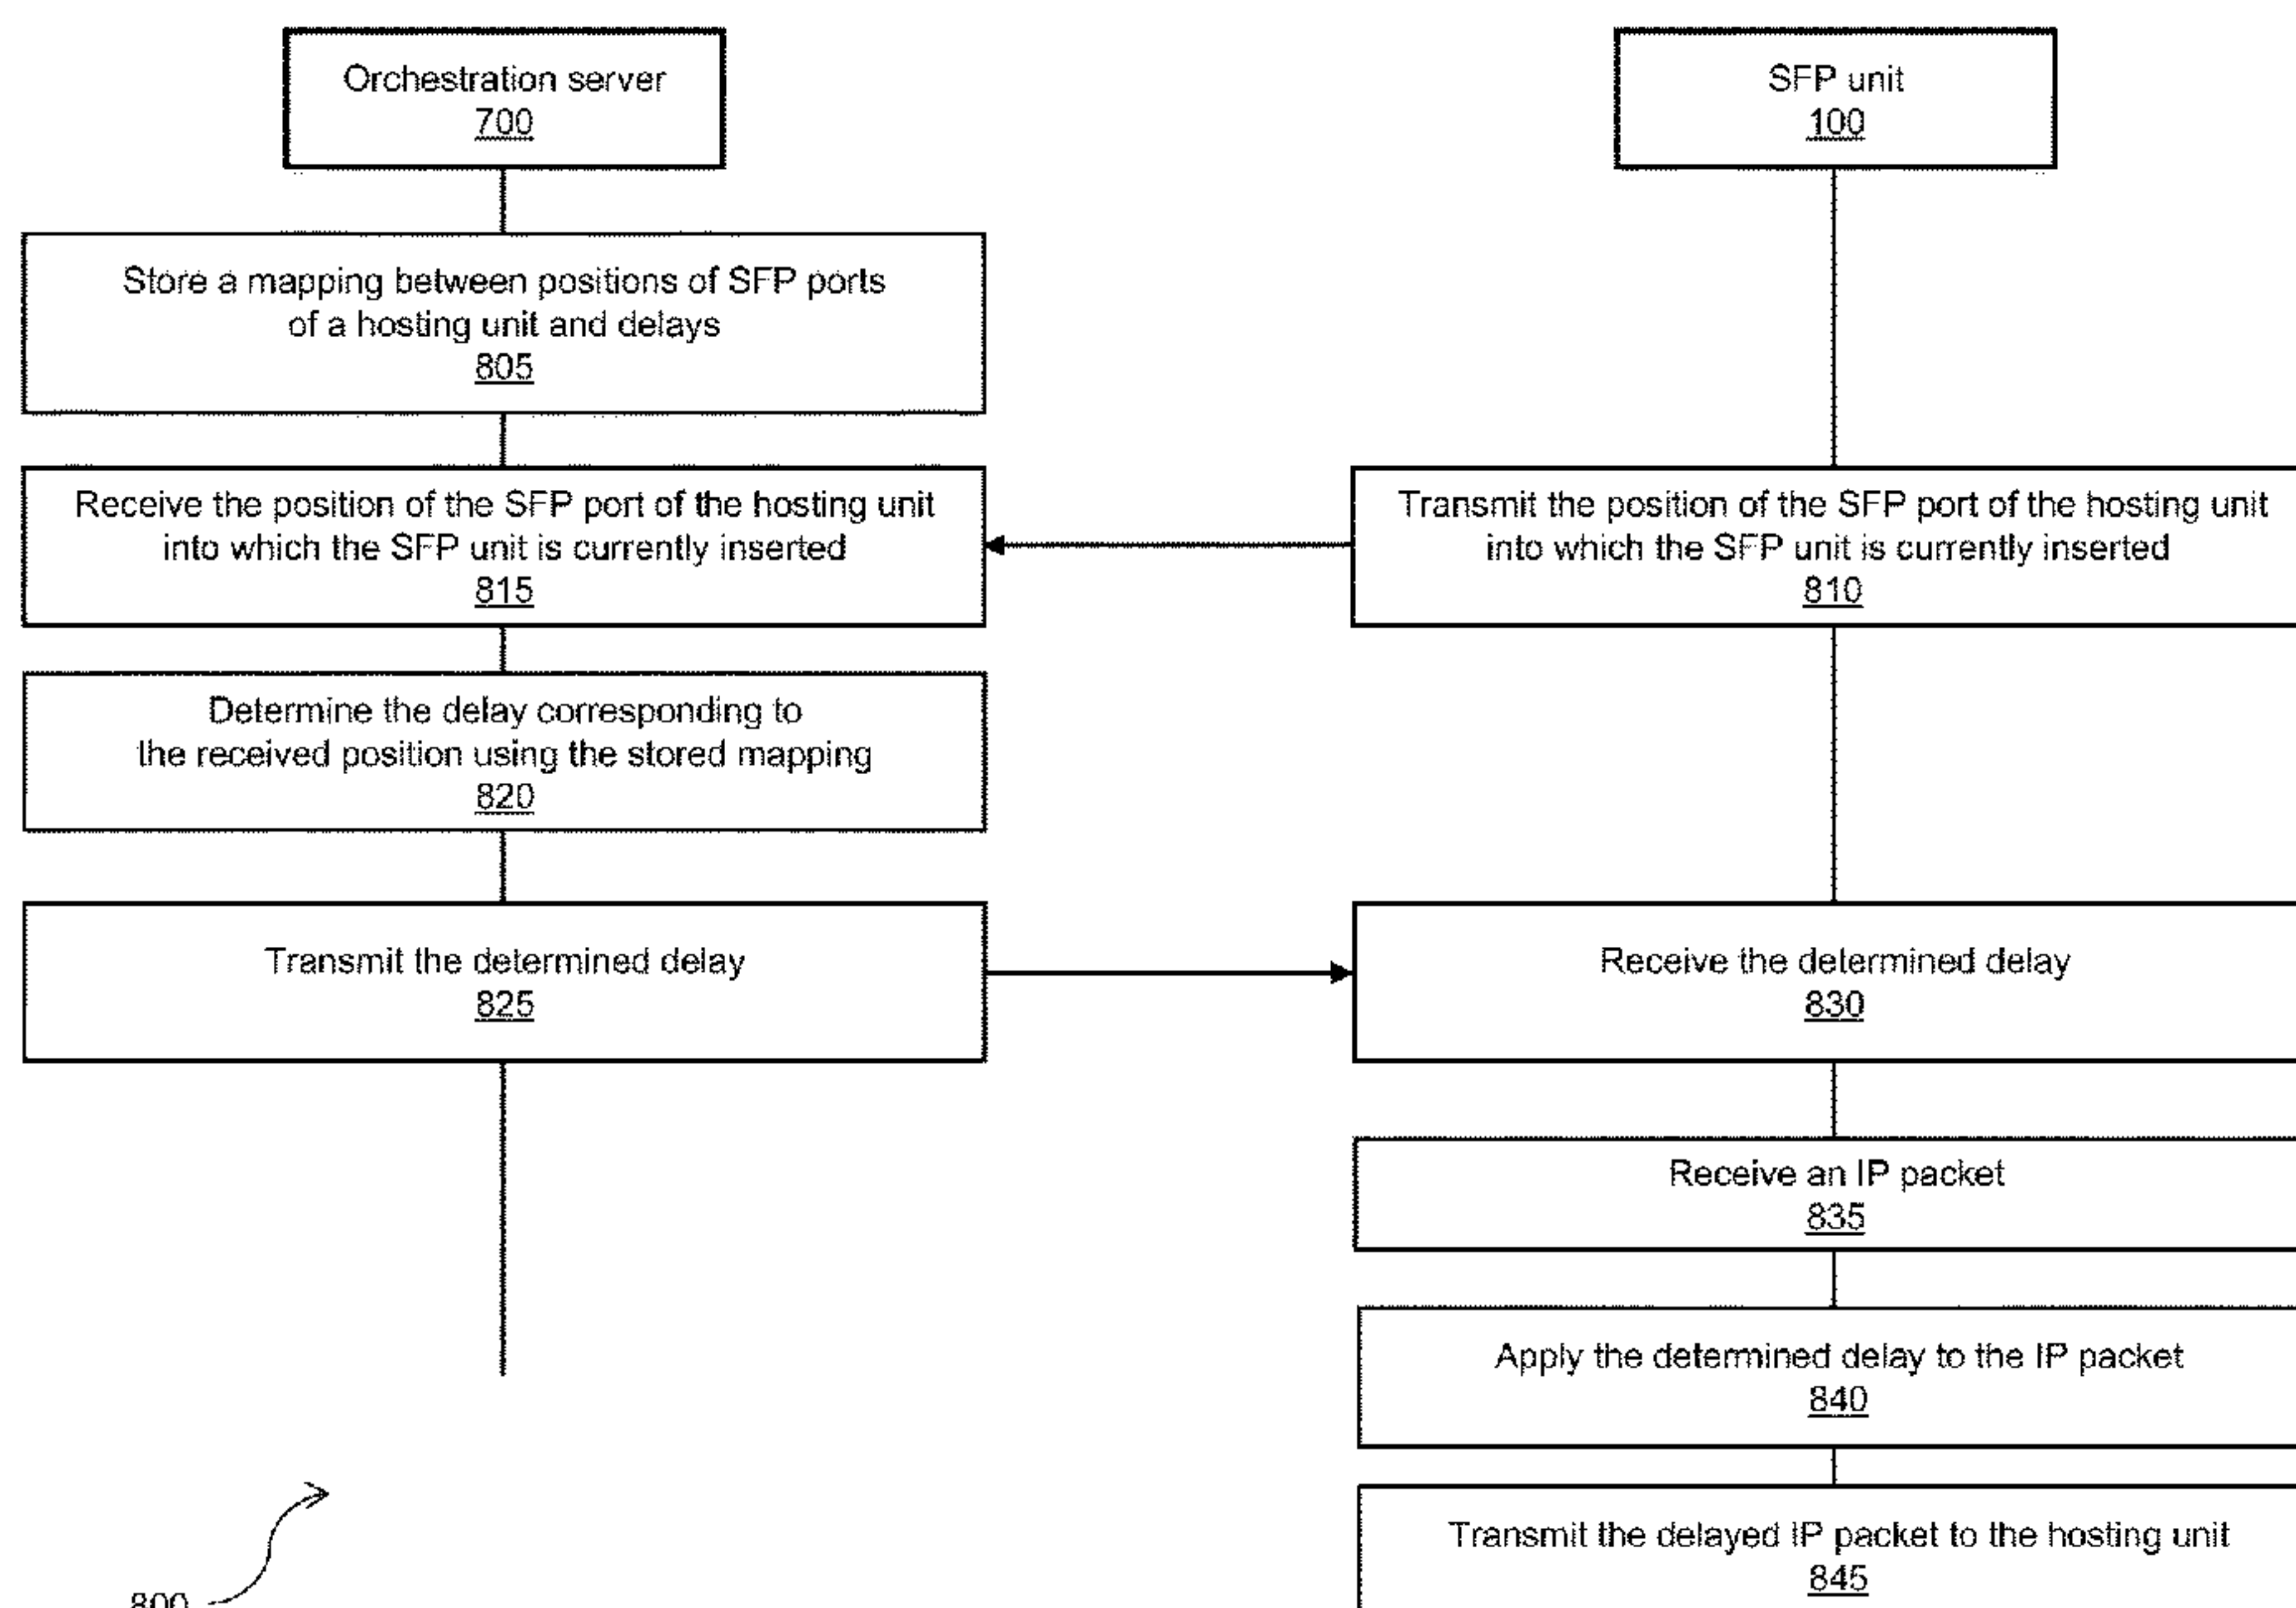 Orchestration server
700
SFP unit
100
Store a mapping between positions of SFP ports
of a hosting unit and delays
805
Receive the position of the SFP port of the hosting unit
into which the SFP unit is currently inserted
815
Transmit the position of the SFP port of the hosting unit
into which the SFP unit is currently inserted
810
Determine the delay corresponding to
the received position using the stored mapping
820
Transmit the determined delay
825
Receive the determined delay
830
Receive an IP packet
835
Apply the determined delay to the IP packet
840
Transmit the delayed IP packet to the hosting unit
845
800